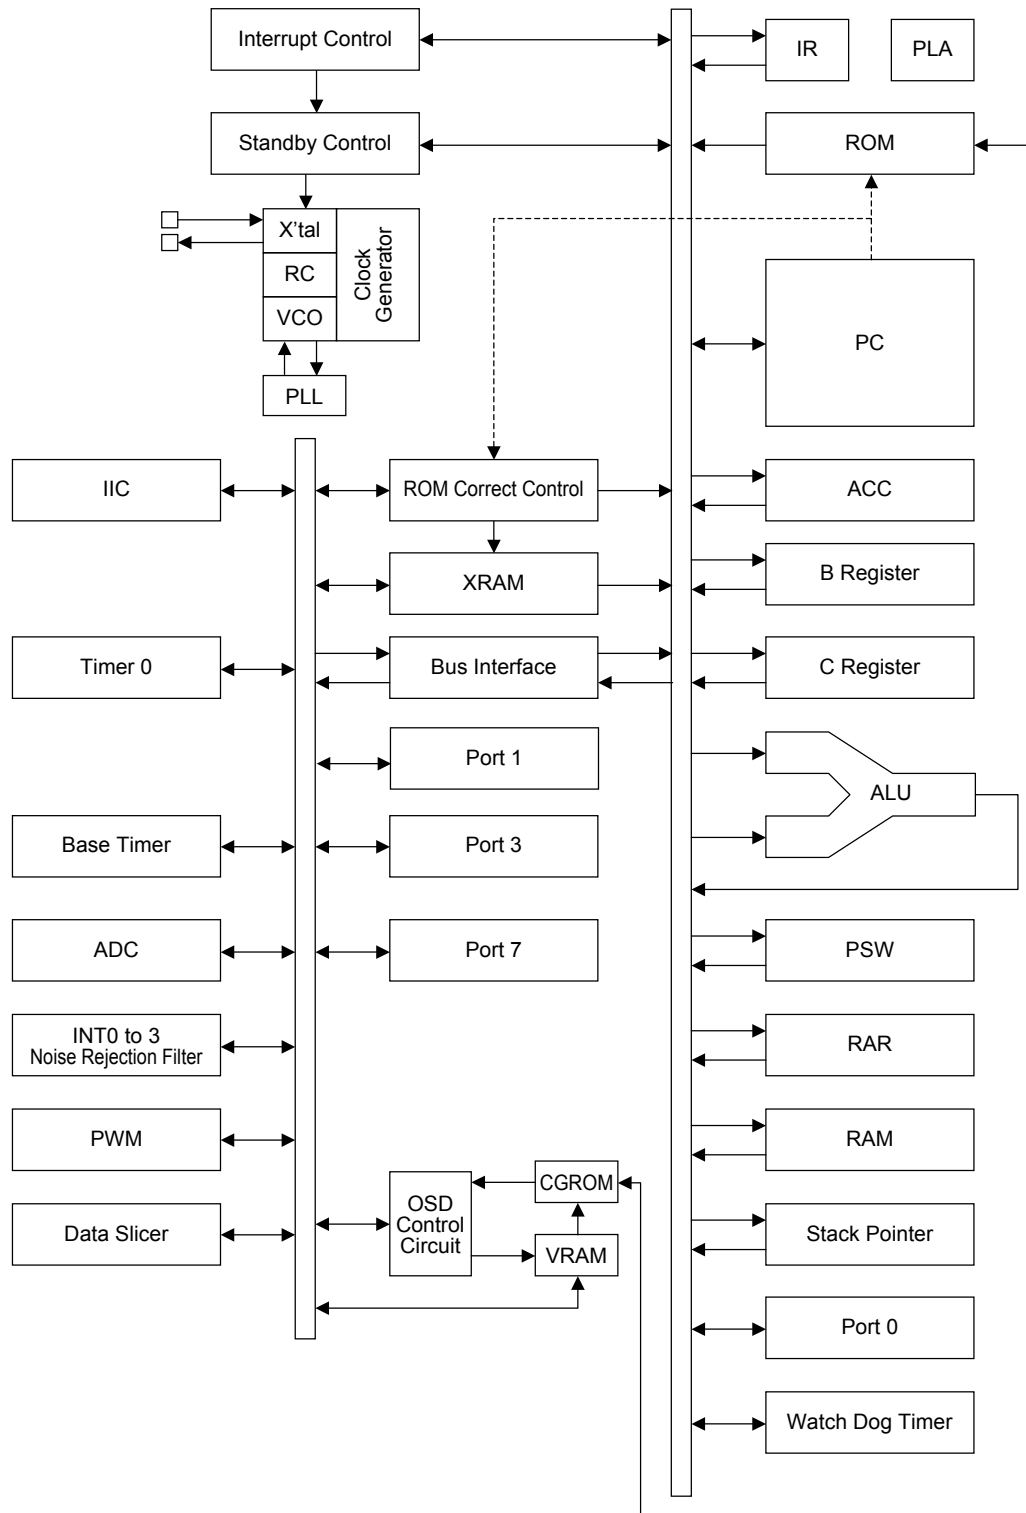 Interrupt Control
IR
PLA
Standby Control
ROM
X'tal
RC
VCO
Clock
Generator
PC
PLL
IIC
ROM Correct Control
ACC
XRAM
B Register
Timer 0
Bus Interface
C Register
Port 1
ALU
Base Timer
Port 3
ADC
Port 7
PSW
INT0 to 3
Noise Rejection Filter
RAR
PWM
RAM
OSD
Control
Circuit
CGROM
VRAM
Data Slicer
Stack Pointer
Port 0
Watch Dog Timer